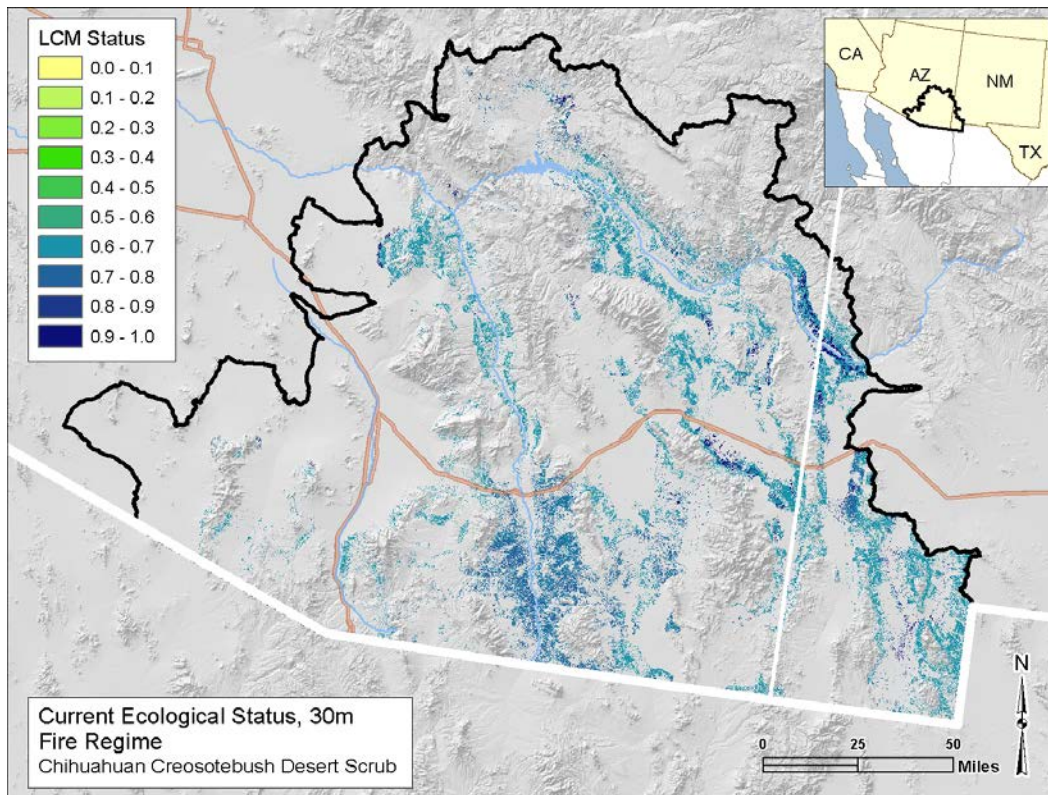 LCM Status
0.0 - 0.1
0.1 - 0.2
0.2 - 0.3
0.3 - 0.4
0.4 - 0.5
0.5 - 0.6
0.6 - 0.7
0.7 - 0.8
0.8 - 0.9
0.9 - 1.0
CA
AZ
NM
TX
Current Ecological Status, 30m
Fire Regime
Chihuahuan Creosotebush Desert Scrub
N
0 25 50
Miles